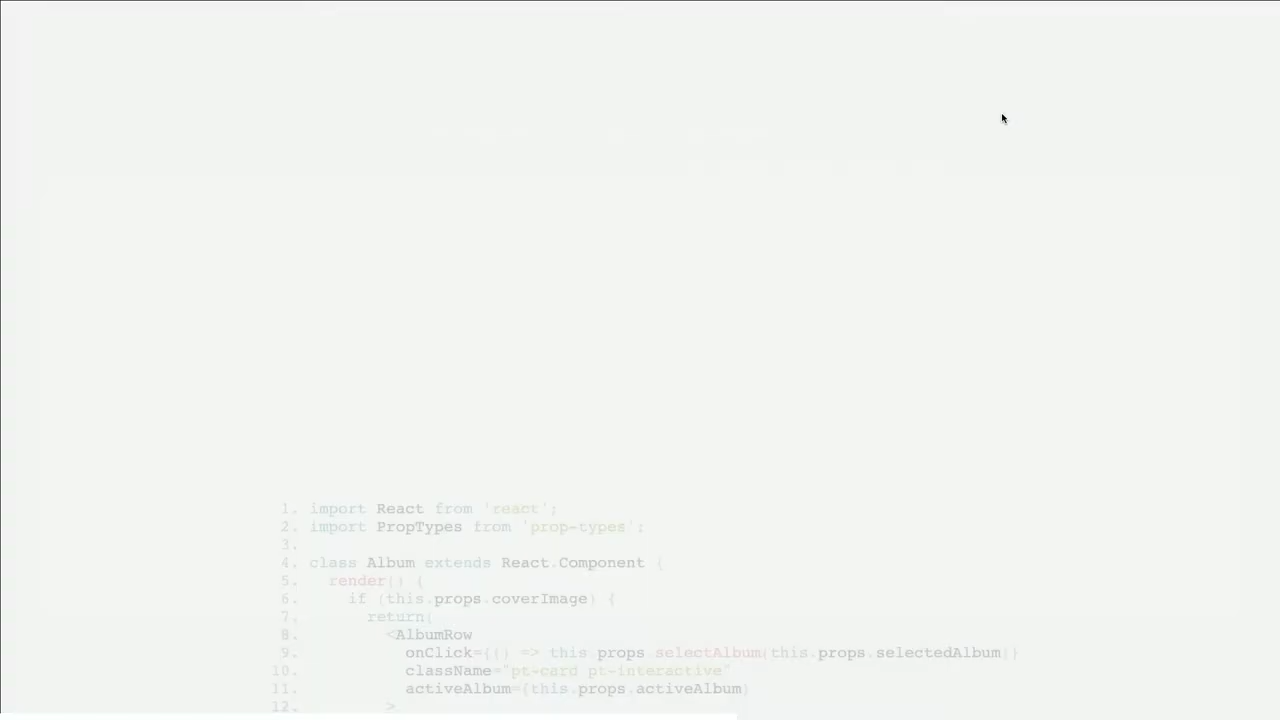 1. import React from 'react';
2. import PropTypes from 'prop-types';
3.
4. class Album extends React.Component {
5. render() {
6. if (this.props.coverImage) {
7. return(
8. <AlbumRow
9. onClick={() => this.props.selectAlbum(this.props.selectedAlbum)}
10. className="pt-card pt-interactive"
11. activeAlbum={this.props.activeAlbum}
12. >